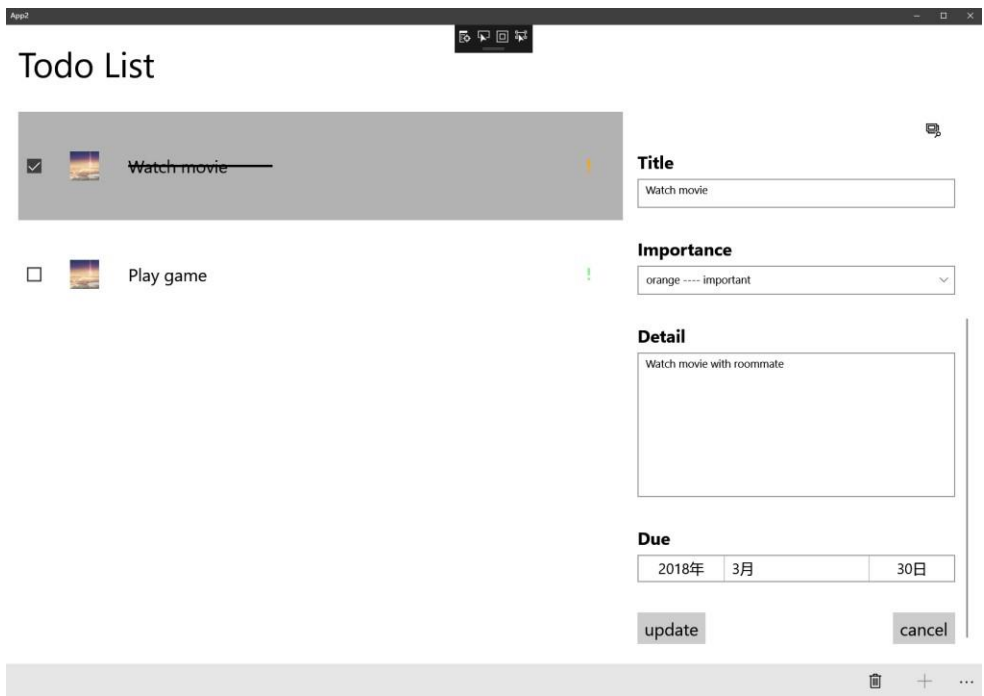 App2
Todo List
Watch movie
!
Play game
!
Title
Watch movie
Importance
orange ---- important
Detail
Watch movie with roommate
Due
2018年 3月 30日
update cancel